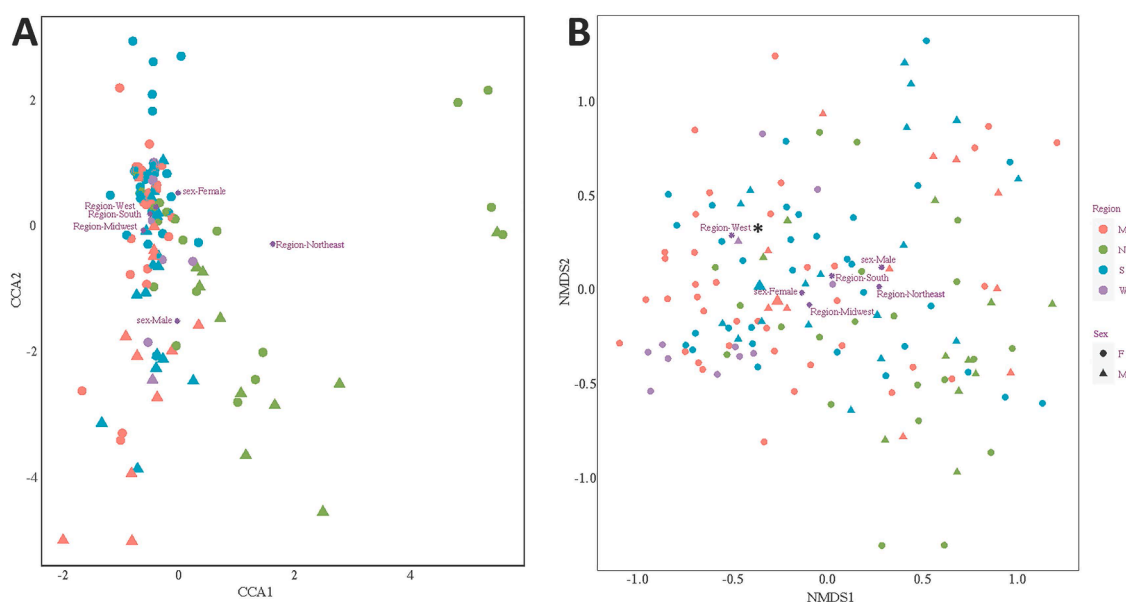 A
2
0
-2
-4
CCA2
sex-Female
Region-West
Region-South
Region-Midwest
Region-Northeast
sex-Male
-2
0
2
4
CCA1
B
1.0
0.5
0.0
-0.5
-1.0
NMDS2
Region-West
*
sex-Male
Region-South
sex-Female
Region-Northeast
Region-Midwest
-1.0
-0.5
0.0
0.5
1.0
NMDS1
Region
M
N
S
W
Sex
F
M